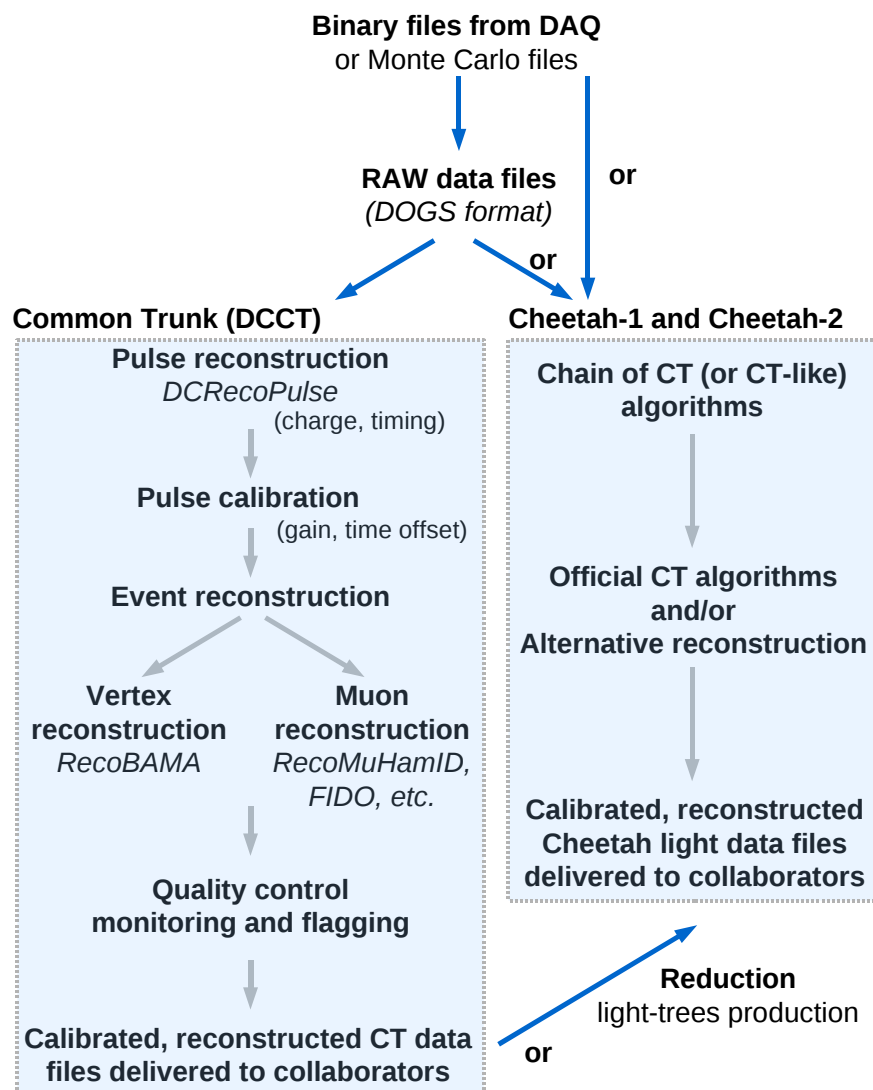 Binary files from DAQ
or Monte Carlo files
RAW data files
(DOGS format)
or
or
Common Trunk (DCCT)
Pulse reconstruction
DCRecoPulse
(charge, timing)
Pulse calibration
(gain, time offset)
Event reconstruction
Vertex
reconstruction
RecoBAMA
Muon
reconstruction
RecoMuHamID,
FIDO, etc.
Quality control
monitoring and flagging
Calibrated, reconstructed CT data
files delivered to collaborators
Cheetah-1 and Cheetah-2
Chain of CT (or CT-like)
algorithms
Official CT algorithms
and/or
Alternative reconstruction
Calibrated, reconstructed
Cheetah light data files
delivered to collaborators
Reduction
light-trees production
or